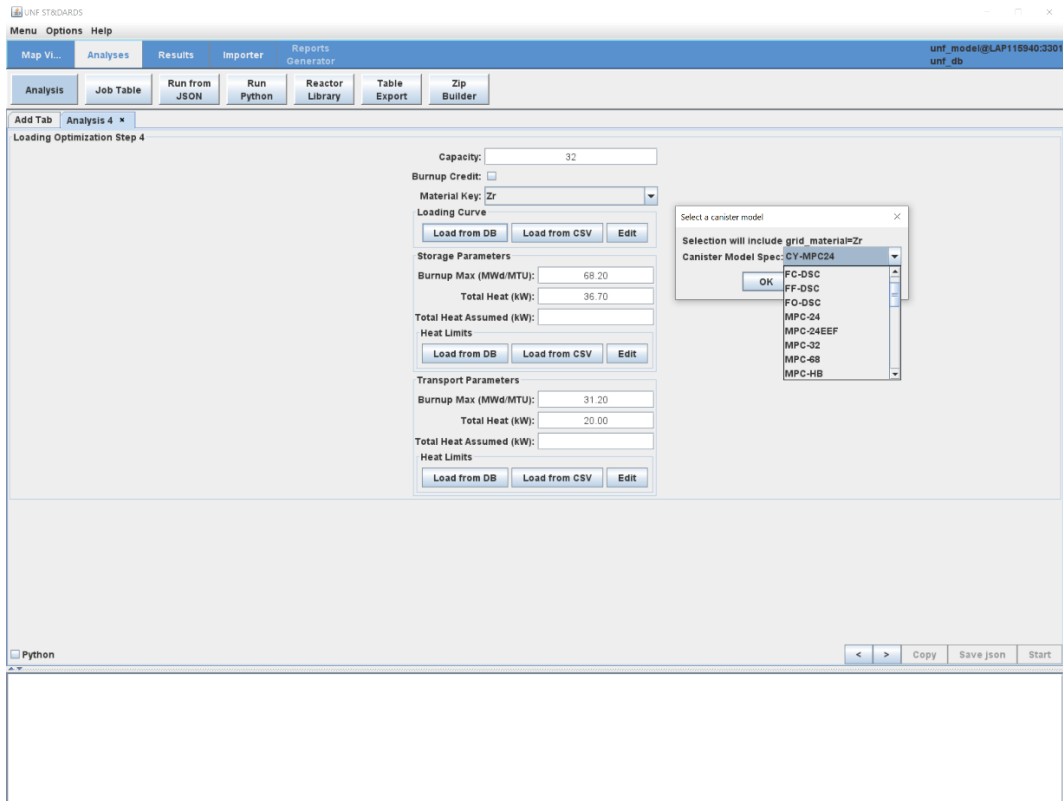 UNF ST&DARDS
Menu Options Help
Map Vi... Analyses Results Importer Reports Generator
unf_model@LAP115940:3301
unf_db
Analysis Job Table Run from JSON Run Python Reactor Library Table Export Zip Builder
Add Tab Analysis 4 ×
Loading Optimization Step 4
Capacity: 32
Burnup Credit:
Material Key: Zr
Loading Curve
Load from DB Load from CSV Edit
Storage Parameters
Burnup Max (MWd/MTU): 68.20
Total Heat (kW): 36.70
Total Heat Assumed (kW):
Heat Limits
Load from DB Load from CSV Edit
Transport Parameters
Burnup Max (MWd/MTU): 31.20
Total Heat (kW): 20.00
Total Heat Assumed (kW):
Heat Limits
Load from DB Load from CSV Edit
Select a canister model
Selection will include grid_material=Zr
Canister Model Spec: CY-MPC24
OK
FC-DSC
FF-DSC
FO-DSC
MPC-24
MPC-24EEF
MPC-32
MPC-68
MPC-HB
Python
< > Copy Save json Start